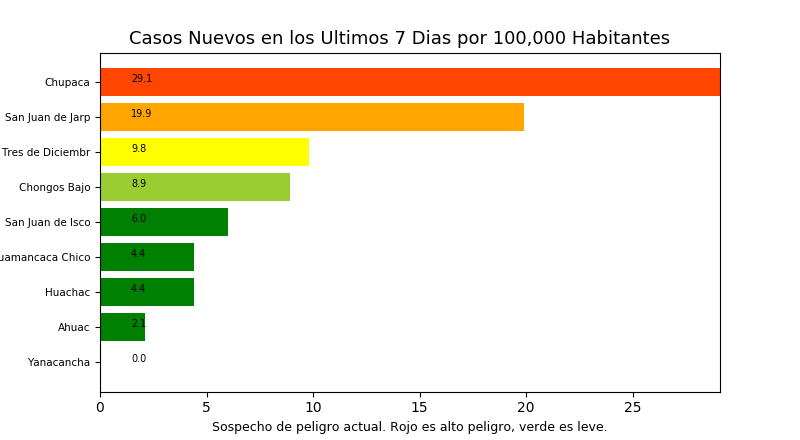 Casos Nuevos en los Ultimos 7 Dias por 100,000 Habitantes
Chupaca 29.1
San Juan de Jarp 19.9
Tres de Diciembr 9.8
Chongos Bajo 8.9
San Juan de Isco 6.0
uamancaca Chico 4.4
Huachac 4.4
Ahuac 2.1
Yanacancha 0.0
0 5 10 15 20 25
Sospecho de peligro actual. Rojo es alto peligro, verde es leve.